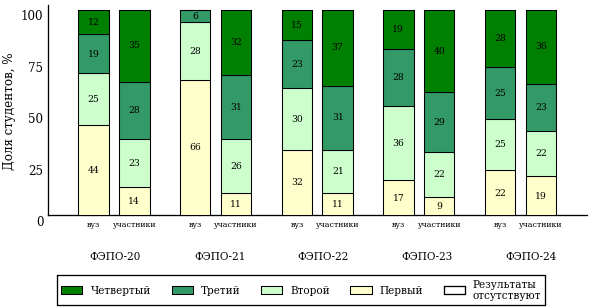 Доля студентов, %
100
75
50
25
0
12 35 6 32 15 37 19 40 28 36
19 28 28 31 23 31 28 29 25 23
25 23 66 26 30 21 36 22 25 22
44 14 11 32 11 17 9 22 19
вуз участники вуз участники вуз участники вуз участники вуз участники
ФЭПО-20 ФЭПО-21 ФЭПО-22 ФЭПО-23 ФЭПО-24
Четвертый Третий Второй Первый Результаты
отсутствуют